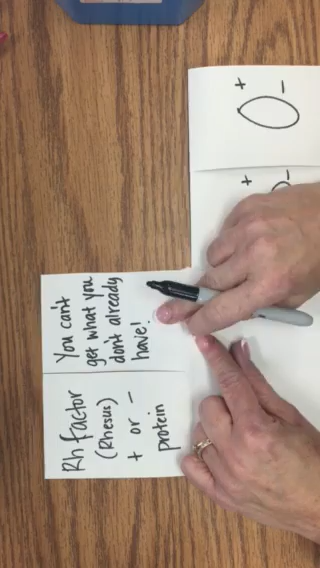 Rh factor
(Rhesus)
+ or -
protein
You can't
get what you
don't already
have!
+
O
-
+
-